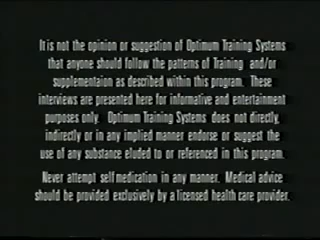 It is not the opinion or suggestion of Optimum Training Systems
that anyone should follow the patterns of Training and/or
supplementaion as described within this program. These
interviews are presented here for informative and entertainment
purposes only. Optimum Training Systems does not directly,
indirectly or in any implied manner endorse or suggest the
use of any substance eluded to or referenced in this program.
Never attempt self medication in any manner. Medical advice
should be provided exclusively by a licensed health care provider.